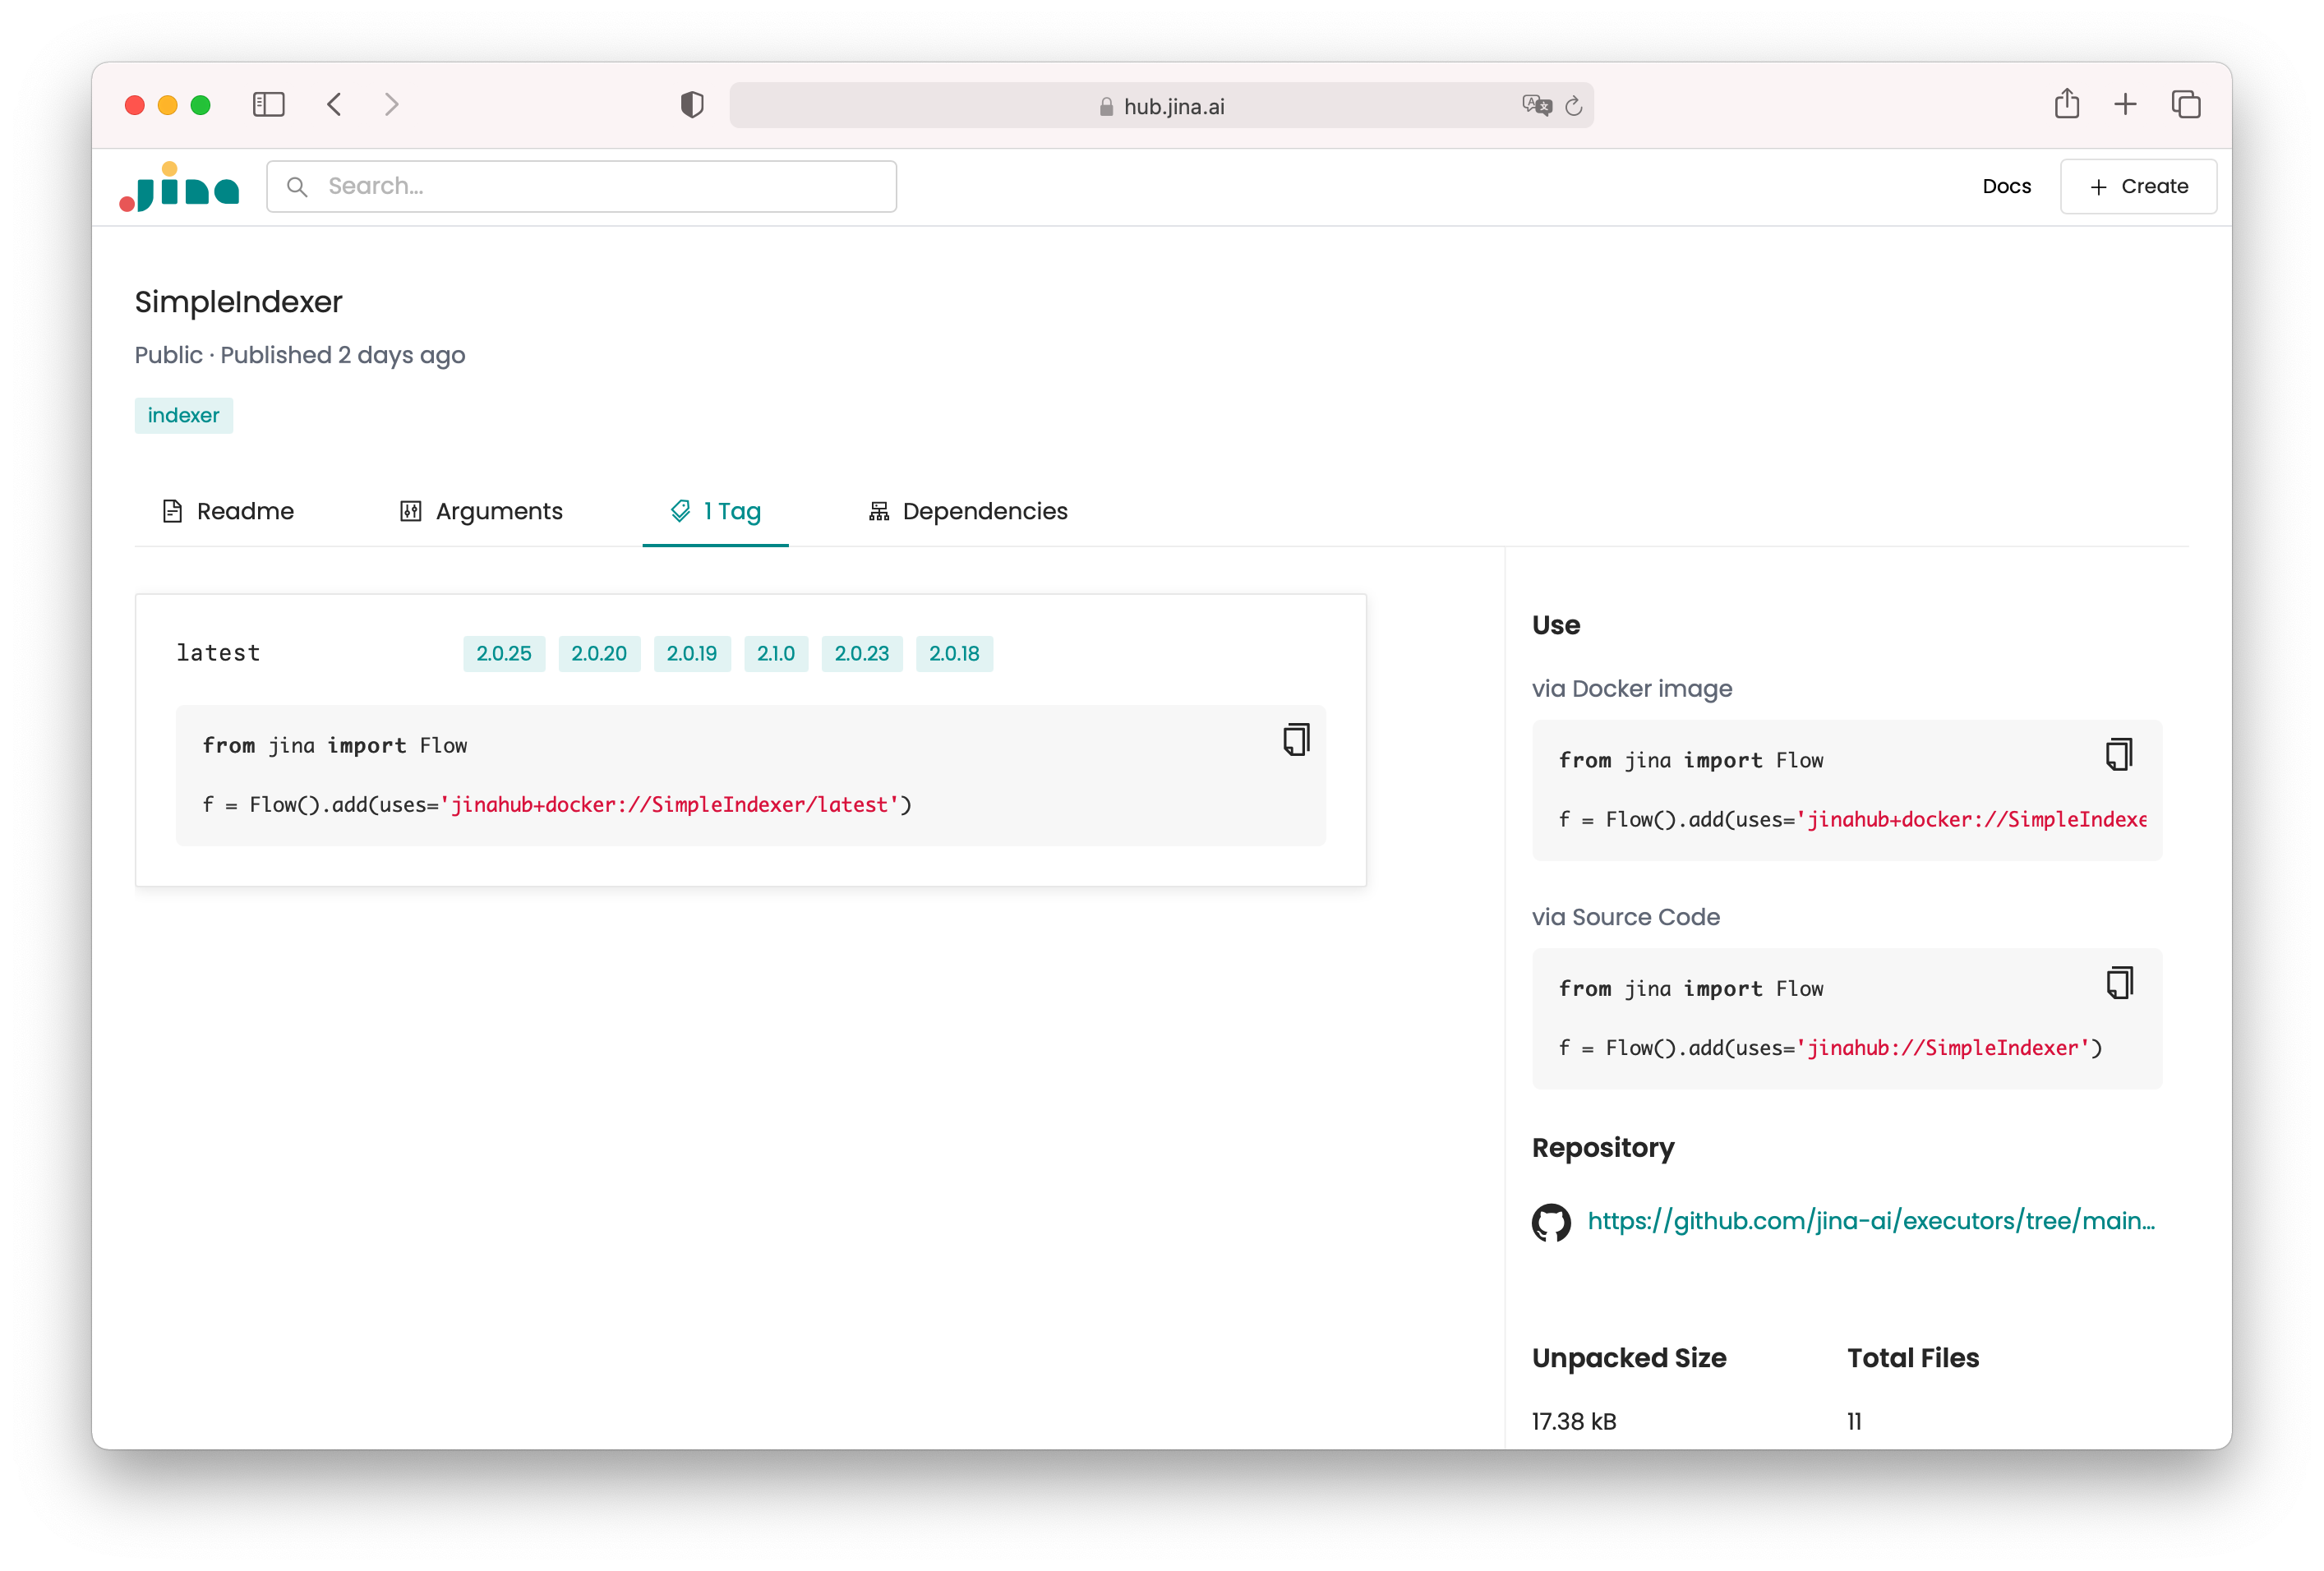 hub.jina.ai
jina
Search...
Docs
+ Create
SimpleIndexer
Public · Published 2 days ago
indexer
Readme
Arguments
1 Tag
Dependencies
latest
2.0.25
2.0.20
2.0.19
2.1.0
2.0.23
2.0.18
from jina import Flow
f = Flow().add(uses='jinahub+docker://SimpleIndexer/latest')
Use
via Docker image
from jina import Flow
f = Flow().add(uses='jinahub+docker://SimpleIndexe
via Source Code
from jina import Flow
f = Flow().add(uses='jinahub://SimpleIndexer')
Repository
https://github.com/jina-ai/executors/tree/main...
Unpacked Size
Total Files
17.38 kB
11